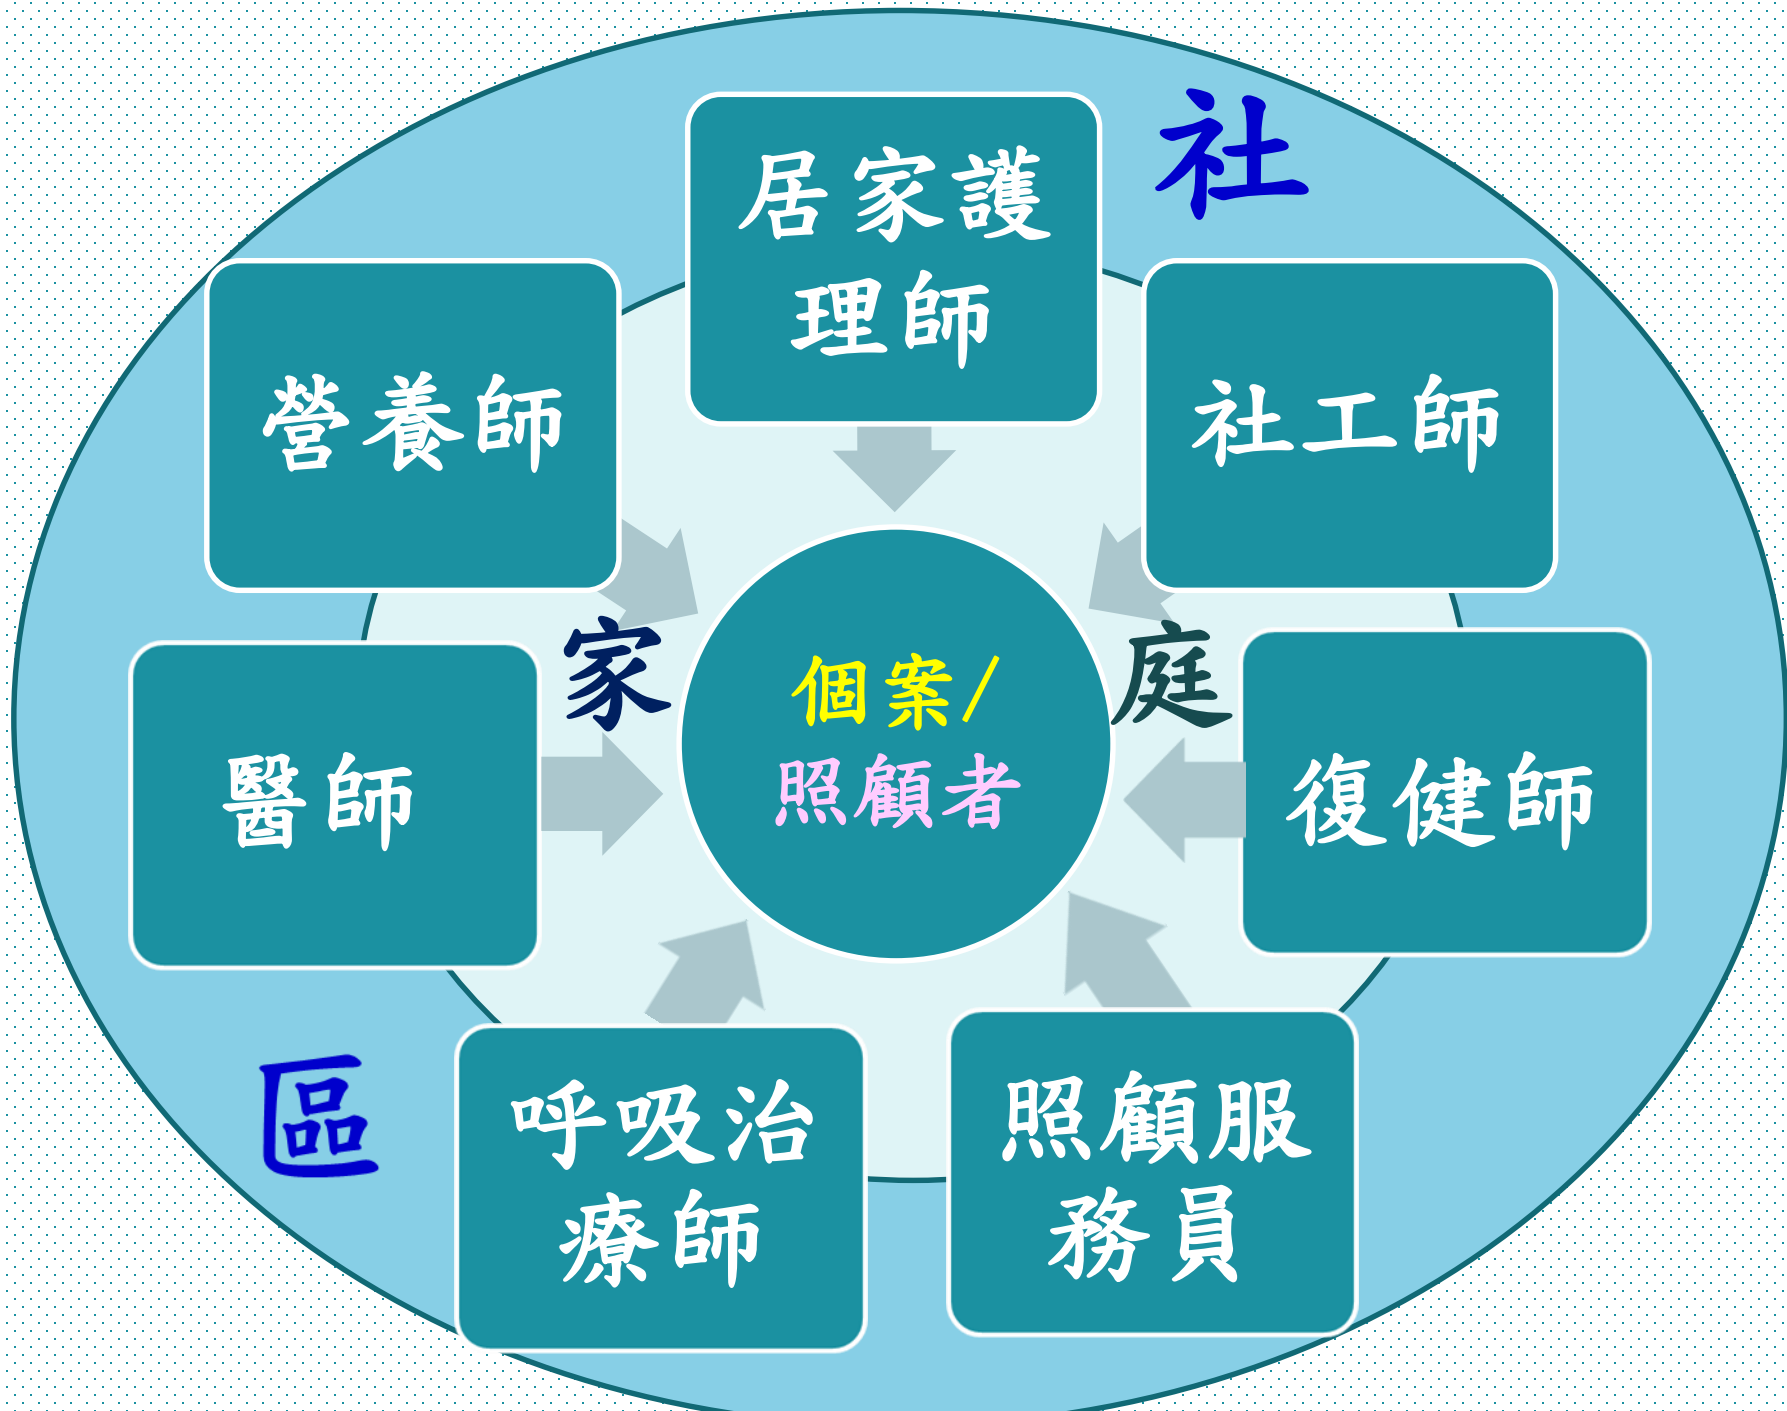 社
居家護
理師
營養師
社工師
家
庭
個案/
照顧者
醫師
復健師
區
呼吸治
療師
照顧服
務員